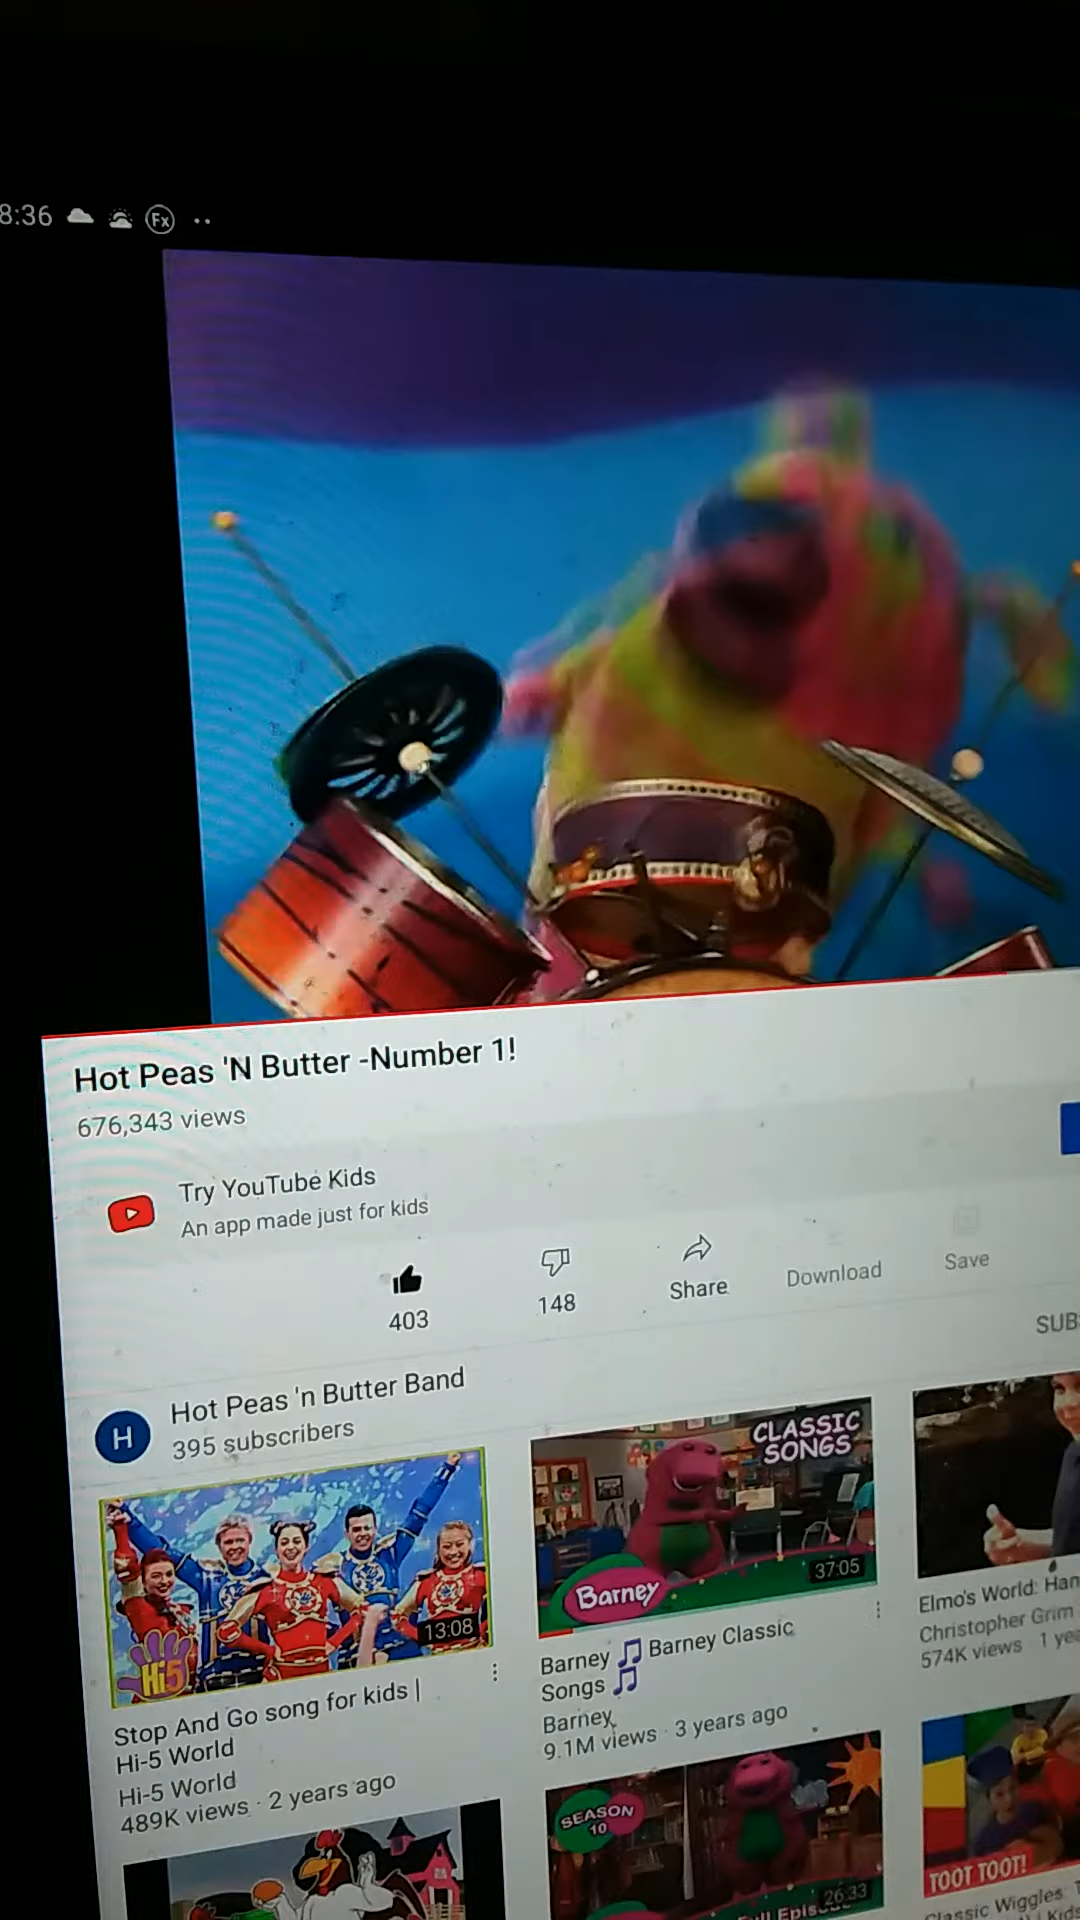 8:36
Fx
Hot Peas 'N Butter -Number 1!
676,343 views
Try YouTube Kids
An app made just for kids
403
148
Share
Download
Save
SUB
Hot Peas 'n Butter Band
395 subscribers
H
Hi5
13:08
Stop And Go song for kids |
Hi-5 World
Hi-5 World
489K views · 2 years ago
CLASSIC
SONGS
Barney
37:05
Barney 🎵 Barney Classic
Songs 🎵
Barney
9.1M views · 3 years ago
Elmo's World: Han
Christopher Grim
574K views 1 yea
SEASON
10
26:33
TOOT TOOT!
Classic Wiggles: